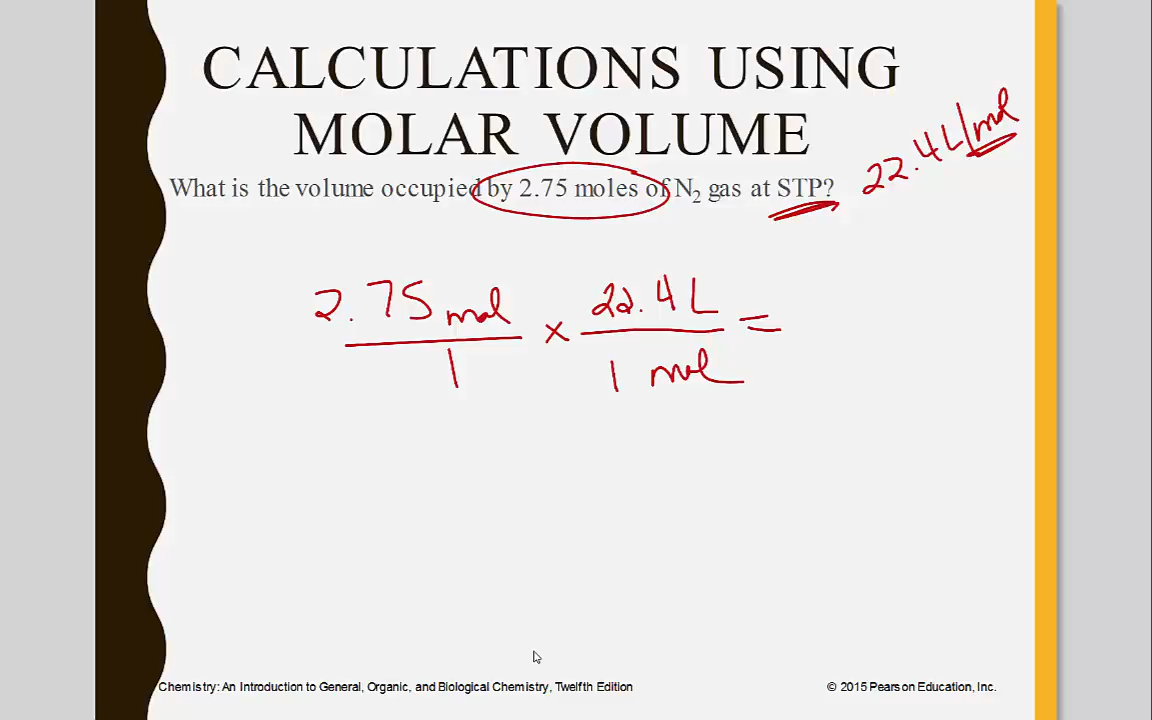 CALCULATIONS USING
MOLAR VOLUME
22.4 L/mol
What is the volume occupied by 2.75 moles of N₂ gas at STP?
2.75 mol × 22.4 L =
1 1 mol
Chemistry: An Introduction to General, Organic, and Biological Chemistry, Twelfth Edition
© 2015 Pearson Education, Inc.